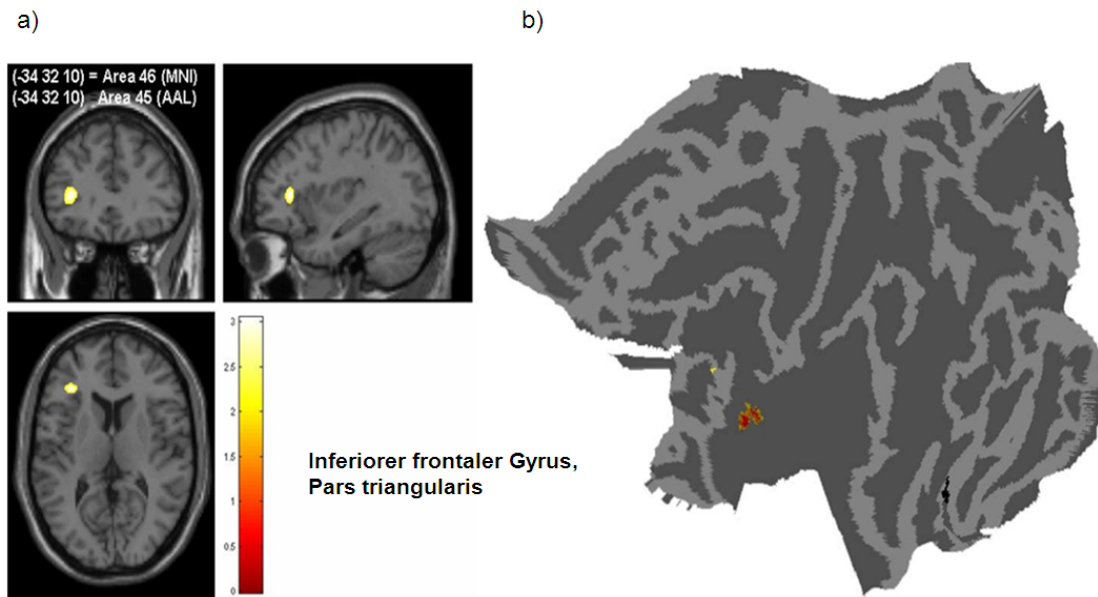 a)
b)
(-34 32 10) = Area 46 (MNI)
(-34 32 10) Area 45 (AAL)
3
2.5
2
1.5
1
0.5
0
Inferiorer frontaler Gyrus,
Pars triangularis